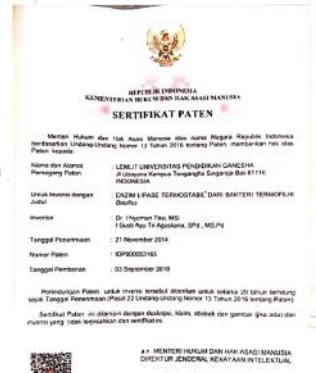 REPUBLIK INDONESIA
KEMENTERIAN HUKUM DAN HAK ASASI MANUSIA
SERTIFIKAT PATEN
Menteri Hukum dan Hak Asasi Manusia atas nama Negara Republik Indonesia
berdasarkan Undang-Undang Nomor 13 Tahun 2016 tentang Paten, memberikan hak atas
Paten kepada:
Nama dan Alamat
Pemegang Paten
: LEMLIT UNIVERSITAS PENDIDIKAN GANESHA
Jl Udayana Kampus Tengah Singaraja Bali 81116
INDONESIA
Untuk Invensi dengan
Judul
: ENZIM LIPASE TERMOSTABIL DARI BAKTERI TERMOFILIK
Bacillus
Inventor
: Dr. I Nyoman Tika, MSi
I Gusti Ayu Tri Agustiana, SPd., MD.Pd
Tanggal Penerimaan : 21 November 2014
Nomor Paten : IDP000053165
Tanggal Pemberian : 03 September 2018
Perlindungan Paten untuk invensi tersebut diberikan untuk selama 20 tahun terhitung
sejak Tanggal Penerimaan (Pasal 22 Undang-Undang Nomor 13 Tahun 2016 tentang Paten).
Sertifikat Paten ini dilampiri dengan deskripsi, klaim, abstrak dan gambar (jika ada) dari
invensi yang tidak terpisahkan dari sertifikat ini.
a.n. MENTERI HUKUM DAN HAK ASASI MANUSIA
DIREKTUR JENDERAL KEKAYAAN INTELEKTUAL